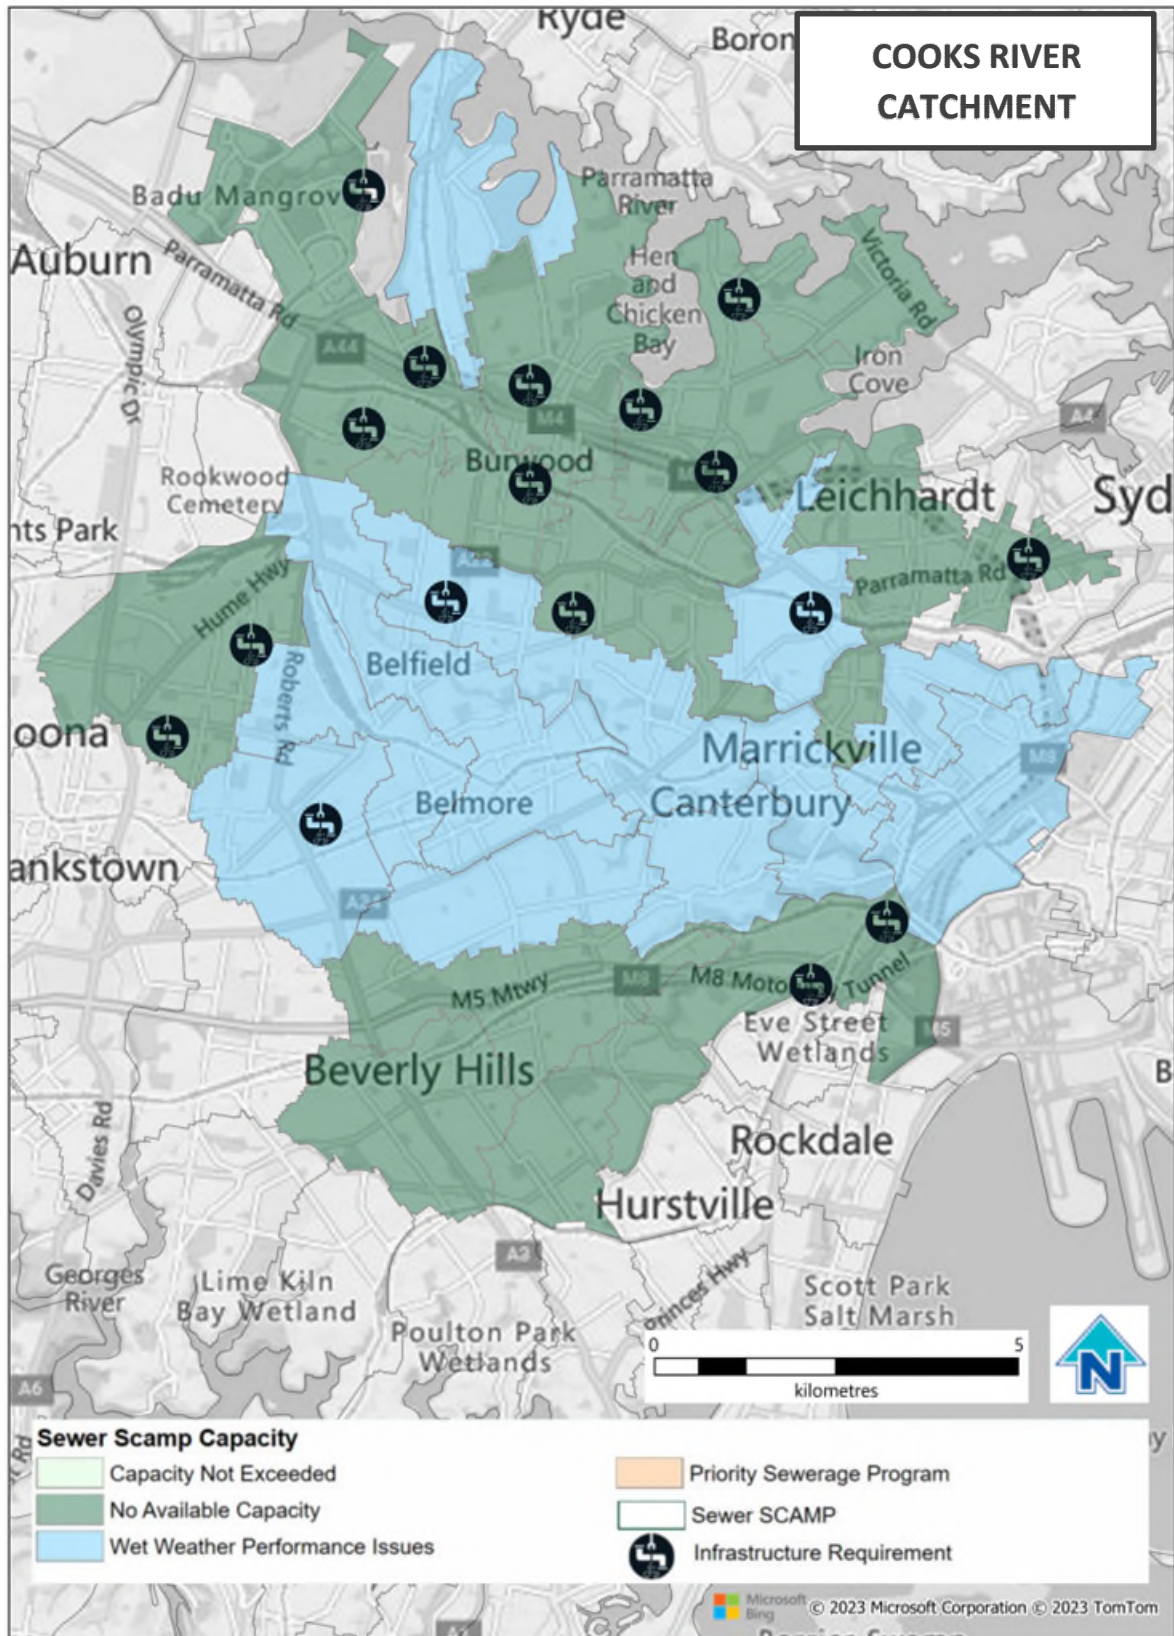 Ryde
Boron
COOKS RIVER
CATCHMENT
Badu Mangrov
Parramatta
River
Auburn
Parramatta Rd
Hen
and
Chicken
Bay
Victoria Rd
Olympic Dr
A44
Iron
Cove
A4
M4
Burwood
Rookwood
Cemetery
Leichhardt
Syd
nts Park
A22
Parramatta Rd
Hume Hwy
Belfield
Roberts Rd
oona
Marrickville
M8
Belmore
Canterbury
ankstown
M5 Mtwy
M8
M8 Moto
Tunnel
Eve Street
Wetlands
M5
Beverly Hills
B
Davies Rd
Rockdale
Hurstville
A3
Georges
River
Lime Kiln
Bay Wetland
Princes Hwy
Scott Park
Salt Marsh
Poulton Park
Wetlands
0
5
kilometres
N
A6
Rd
Sewer Scamp Capacity
Capacity Not Exceeded
Priority Sewerage Program
No Available Capacity
Sewer SCAMP
Wet Weather Performance Issues
Infrastructure Requirement
Microsoft
Bing
© 2023 Microsoft Corporation © 2023 TomTom